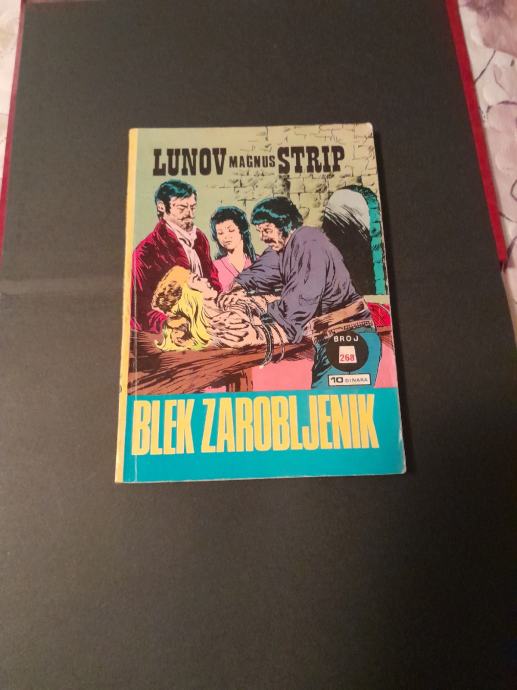 LUNOV MAGNUS STRIP
BROJ
268
10 DINARA
BLEK ZAROBLJENIK